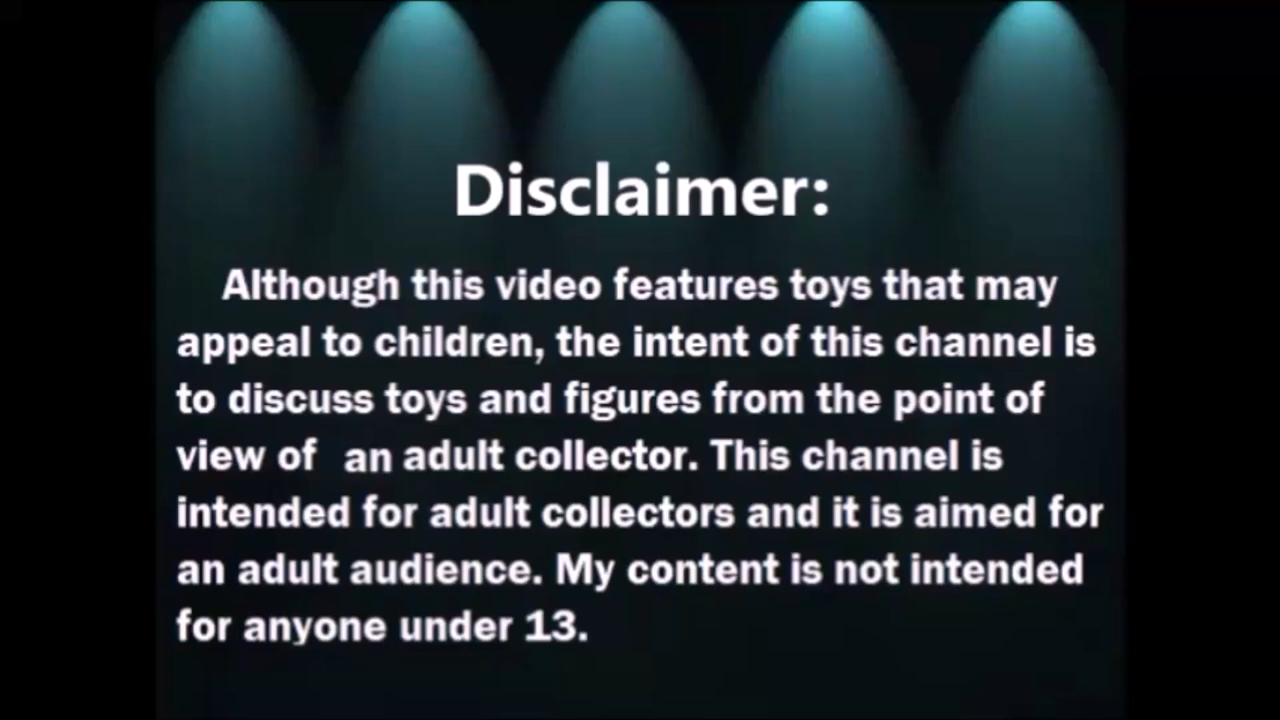 Disclaimer:
Although this video features toys that may
appeal to children, the intent of this channel is
to discuss toys and figures from the point of
view of an adult collector. This channel is
intended for adult collectors and it is aimed for
an adult audience. My content is not intended
for anyone under 13.